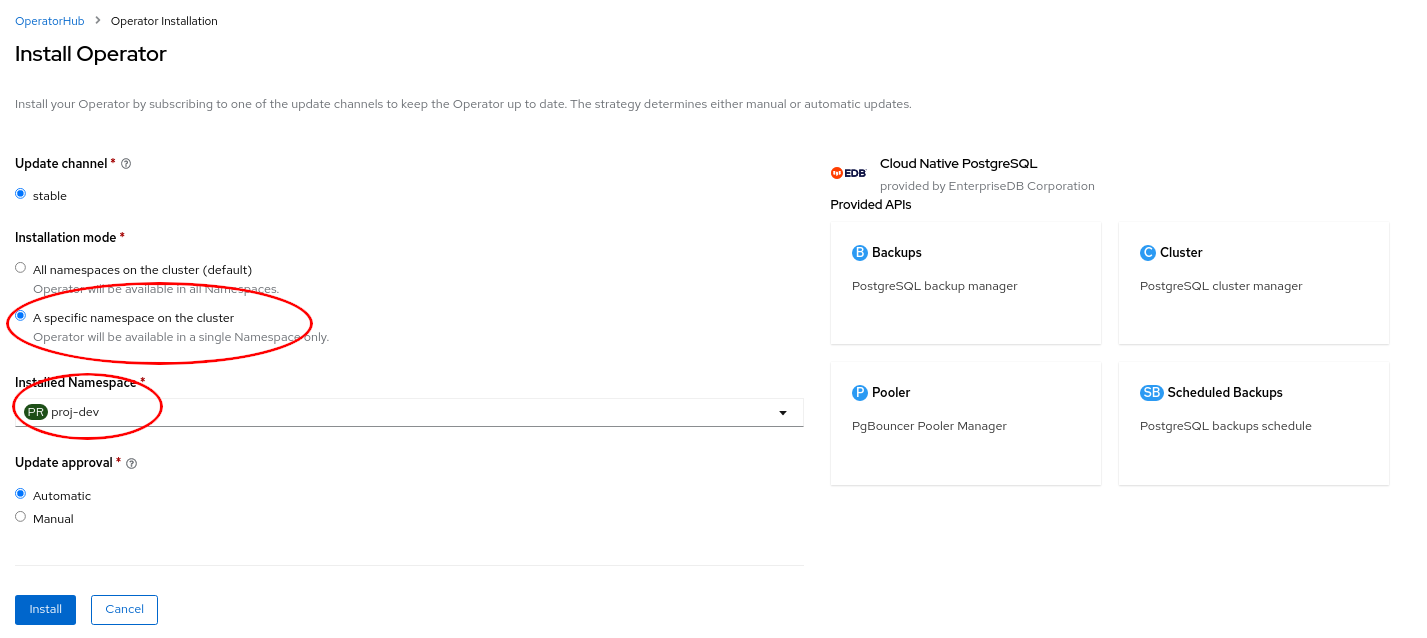 OperatorHub > Operator Installation
Install Operator
Install your Operator by subscribing to one of the update channels to keep the Operator up to date. The strategy determines either manual or automatic updates.
Update channel *
stable
Installation mode *
All namespaces on the cluster (default)
Operator will be available in all Namespaces.
A specific namespace on the cluster
Operator will be available in a single Namespace only.
Installed Namespace *
PR proj-dev
Update approval *
Automatic
Manual
Install Cancel
EDB
Cloud Native PostgreSQL
provided by EnterpriseDB Corporation
Provided APIs
B Backups
PostgreSQL backup manager
C Cluster
PostgreSQL cluster manager
P Pooler
PgBouncer Pooler Manager
SB Scheduled Backups
PostgreSQL backups schedule